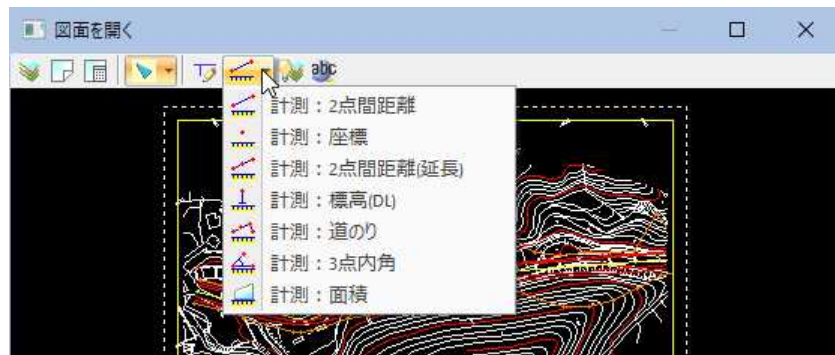 図面を開く
abc
計測：2点間距離
計測：座標
計測：2点間距離(延長)
計測：標高(DL)
計測：道のり
計測：3点内角
計測：面積